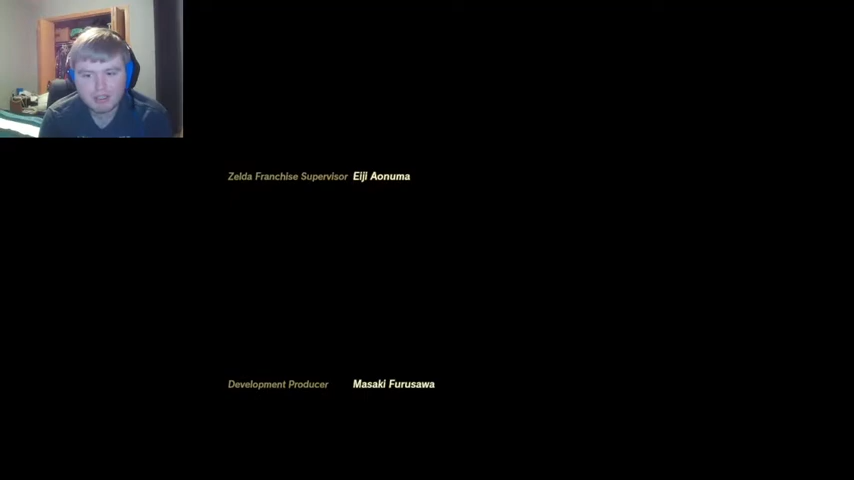 Zelda Franchise Supervisor Eiji Aonuma
Development Producer Masaki Furusawa